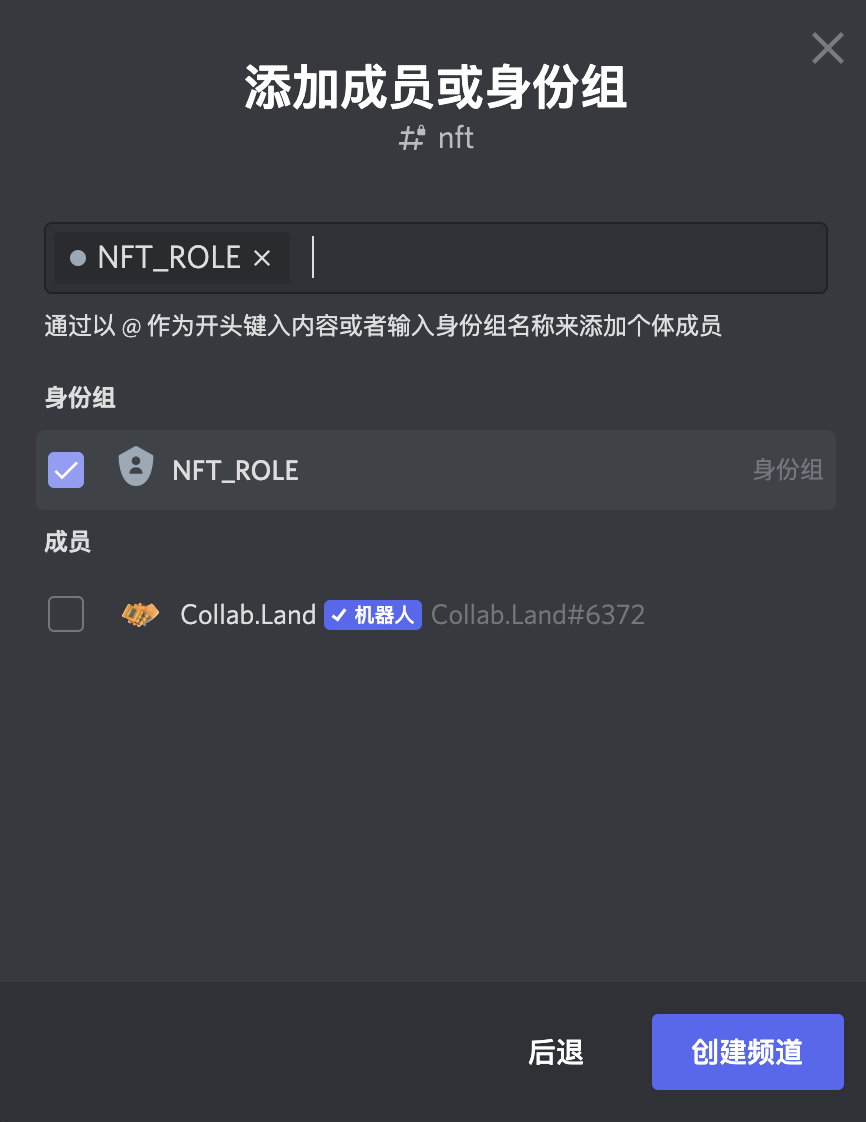 添加成员或身份组
nft
NFT_ROLE
通过以 @ 作为开头键入内容或者输入身份组名称来添加个体成员
身份组
NFT_ROLE 身份组
成员
Collab.Land 机器人 Collab.Land#6372
后退 创建频道